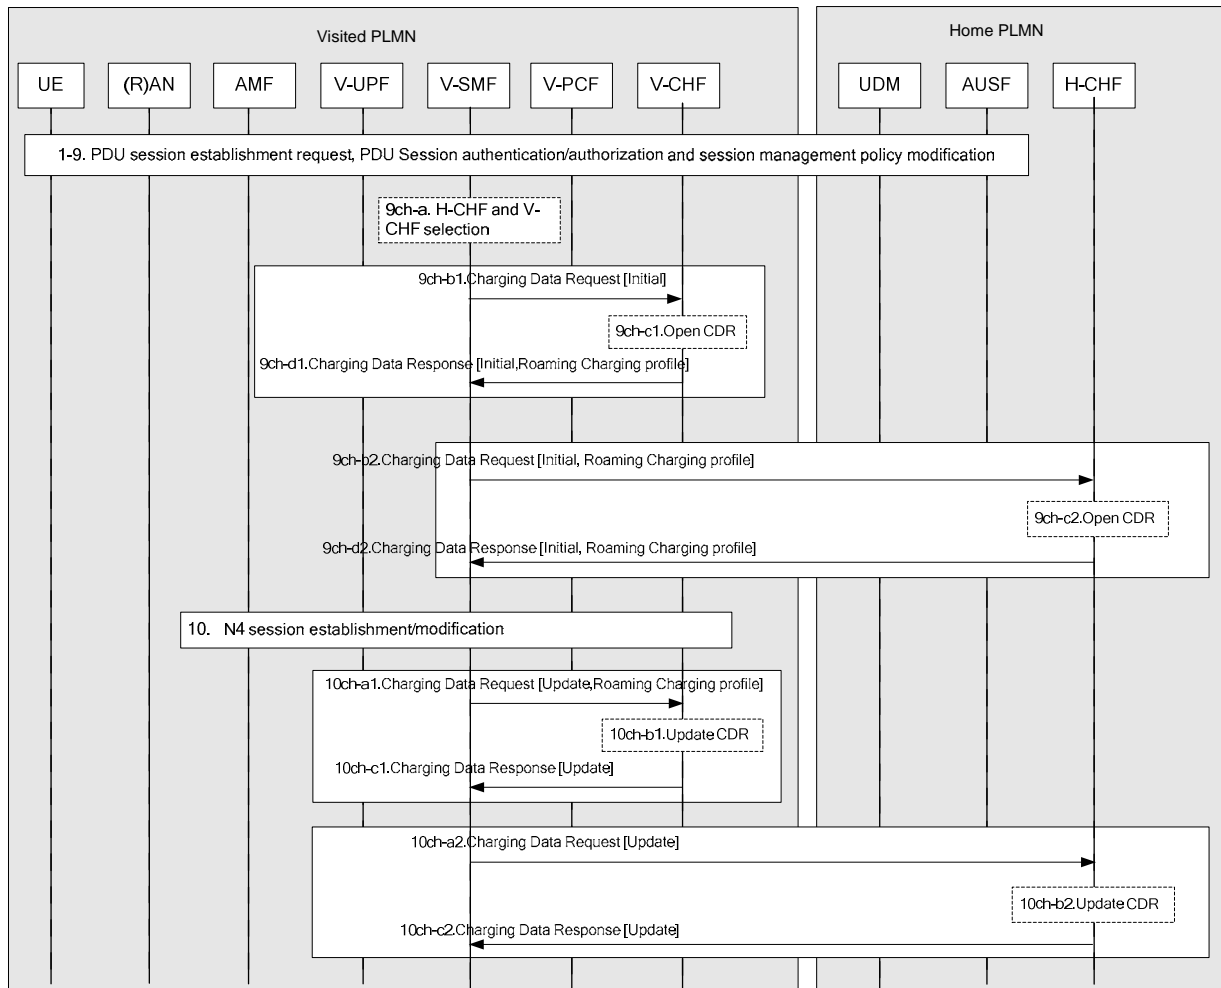 Visited PLMN
Home PLMN
UE
(R)AN
AMF
V-UPF
V-SMF
V-PCF
V-CHF
UDM
AUSF
H-CHF
1-9. PDU session establishment request, PDU Session authentication/authorization and session management policy modification
9ch-a. H-CHF and V-
CHF selection
9ch-b1.Charging Data Request [Initial]
9ch-c1.Open CDR
9ch-d1.Charging Data Response [Initial,Roaming Charging profile]
9ch-b2.Charging Data Request [Initial, Roaming Charging profile]
9ch-c2.Open CDR
9ch-d2.Charging Data Response [Initial, Roaming Charging profile]
10. N4 session establishment/modification
10ch-a1.Charging Data Request [Update,Roaming Charging profile]
10ch-b1.Update CDR
10ch-c1.Charging Data Response [Update]
10ch-a2.Charging Data Request [Update]
10ch-b2.Update CDR
10ch-c2.Charging Data Response [Update]